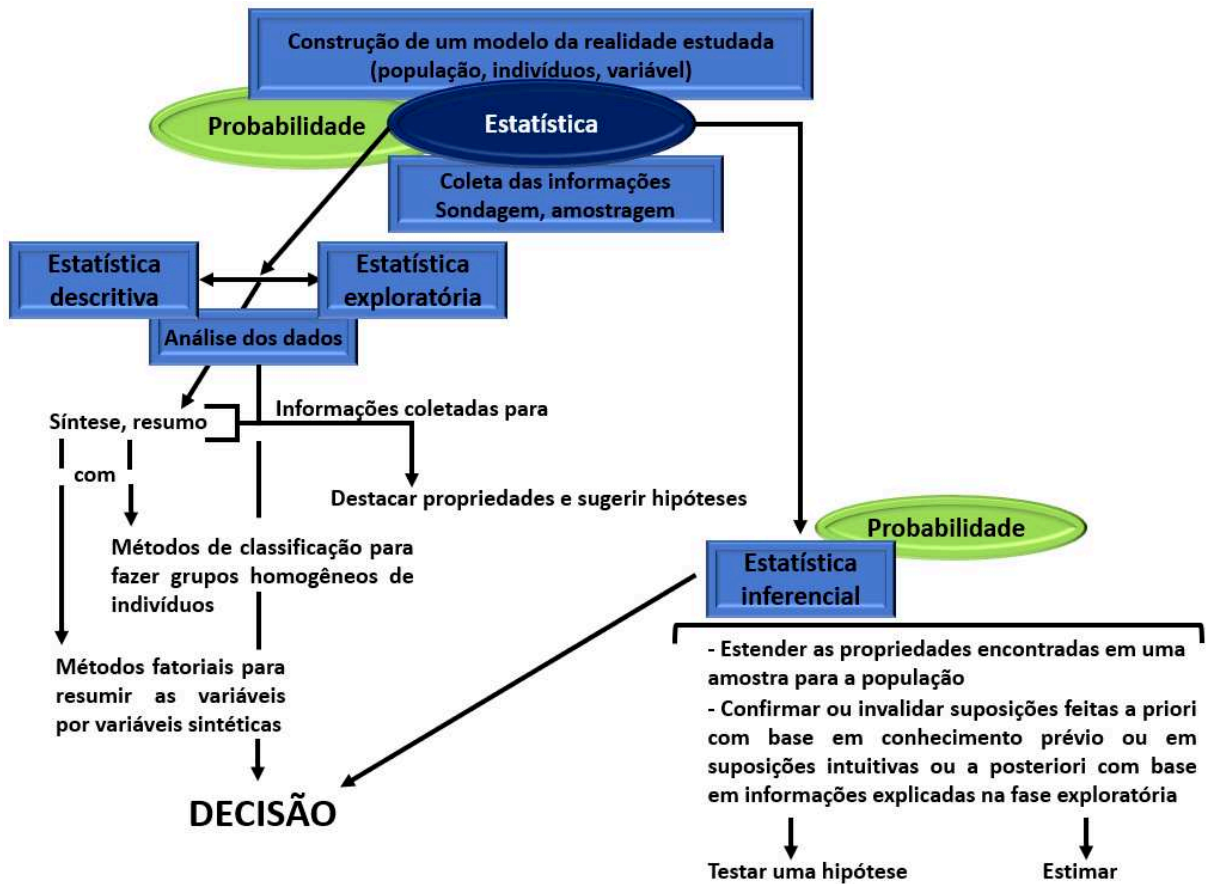 Construção de um modelo da realidade estudada
(população, indivíduos, variável)
Probabilidade
Estatística
Coleta das informações
Sondagem, amostragem
Estatística
descritiva
Estatística
exploratória
Análise dos dados
Síntese, resumo
Informações coletadas para
com
Destacar propriedades e sugerir hipóteses
Métodos de classificação para
fazer grupos homogêneos de
indivíduos
Métodos fatoriais para
resumir as variáveis
por variáveis sintéticas
DECISÃO
Probabilidade
Estatística
inferencial
- Estender as propriedades encontradas em uma
amostra para a população
- Confirmar ou invalidar suposições feitas a priori
com base em conhecimento prévio ou em
suposições intuitivas ou a posteriori com base
em informações explicadas na fase exploratória
Testar uma hipótese
Estimar